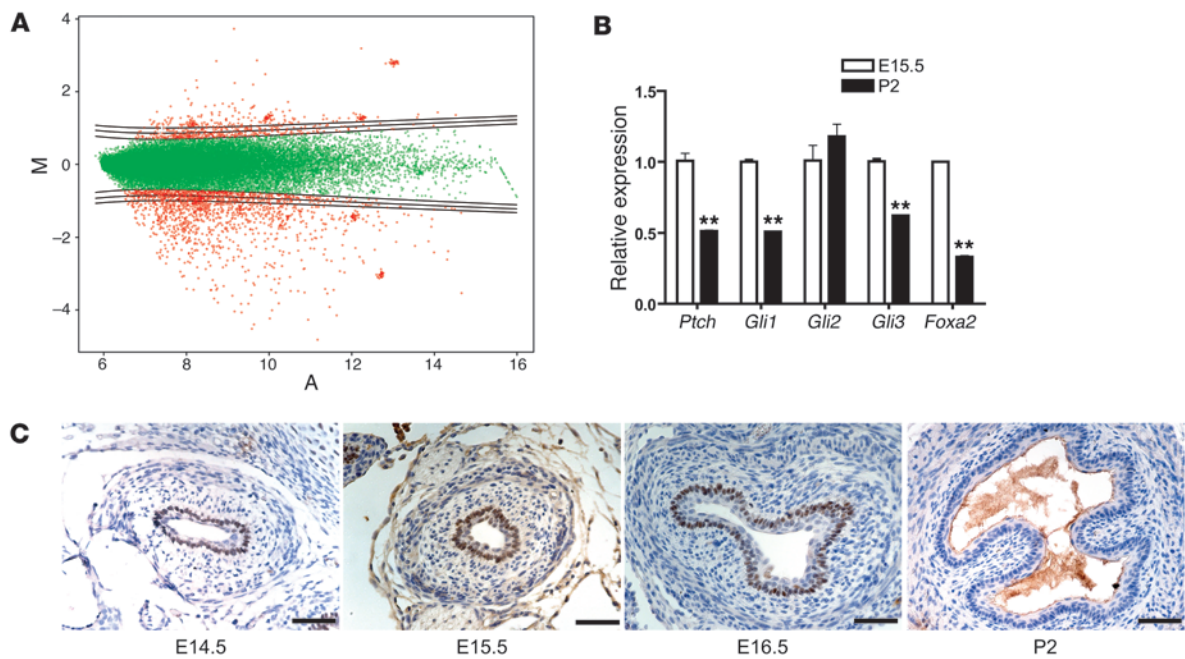 A
4
2
0
−2
−4
M
6 8 10 12 14 16
A
B
E15.5
P2
1.5
1.0
0.5
0.0
Relative expression
** ** ** **
Ptch Gli1 Gli2 Gli3 Foxa2
C
E14.5 E15.5 E16.5 P2